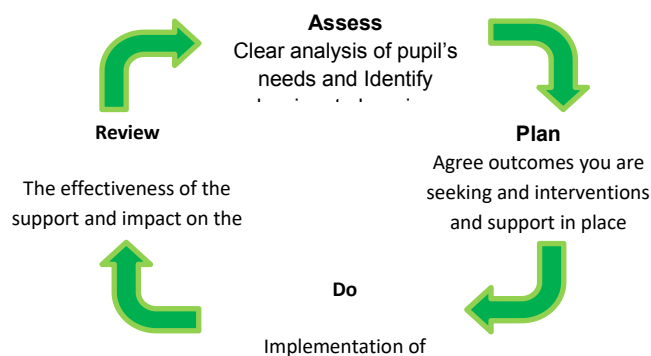 Assess
Clear analysis of pupil's
needs and Identify
Plan
Agree outcomes you are
seeking and interventions
and support in place
Do
Implementation of
Review
The effectiveness of the
support and impact on the